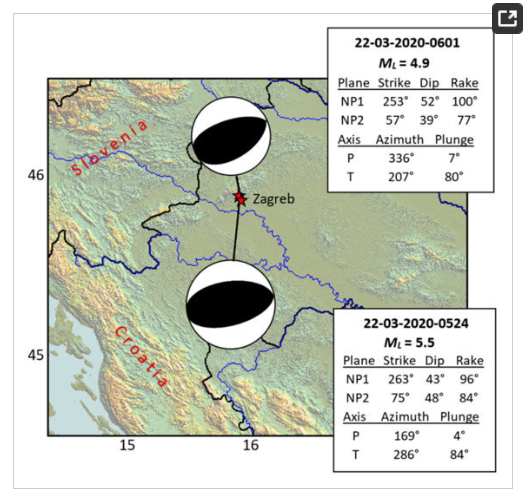 22-03-2020-0601
ML = 4.9
Plane Strike Dip Rake
NP1 253° 52° 100°
NP2 57° 39° 77°
Axis Azimuth Plunge
P 336° 7°
T 207° 80°
Slovenia
46
Zagreb
22-03-2020-0524
ML = 5.5
Plane Strike Dip Rake
NP1 263° 43° 96°
NP2 75° 48° 84°
Axis Azimuth Plunge
P 169° 4°
T 286° 84°
Croatia
45
15 16